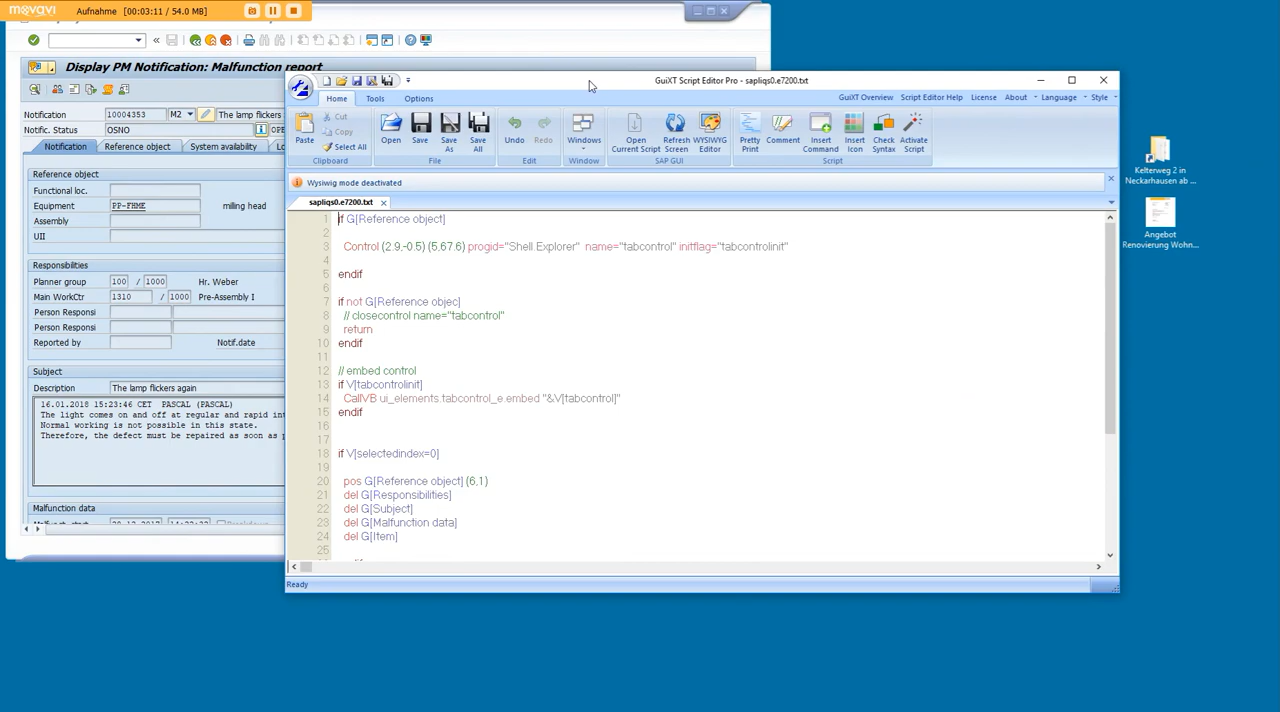 movavi
Aufnahme [00:03:11 / 54.0 MB]
Display PM Notification: Malfunction report
Notification 10004353 M2 The lamp flickers
Notific. Status OSNO OPE
Notification Reference object System availability Lo
Reference object
Functional loc.
Equipment PP-FHME milling head
Assembly
UII
Responsibilities
Planner group 100 / 1000 Hr. Weber
Main WorkCtr 1310 / 1000 Pre-Assembly I
Person Responsi
Person Responsi
Reported by Notif.date
Subject
Description The lamp flickers again
16.01.2018 15:23:46 CET PASCAL (PASCAL)
The light comes on and off at regular and rapid int
Normal working is not possible in this state.
Therefore, the defect must be repaired as soon as p
Malfunction data
GuiXT Script Editor Pro - sapliqs0.e7200.txt
Home Tools Options
GuiXT Overview Script Editor Help License About Language Style
Paste Cut Copy Select All
Open Save Save As Save All
Undo Redo
Windows
Open Current Script Refresh Screen WYSIWYG Editor
Pretty Print Comment Insert Command Insert Icon Check Syntax Activate Script
Clipboard File Edit Window SAP GUI Script
Wysiwig mode deactivated
sapliqs0.e7200.txt
1 if G[Reference object]
2
3 Control (2.9,-0.5) (5,67.6) progid="Shell.Explorer" name="tabcontrol" initflag="tabcontrolinit"
4
5 endif
6
7 if not G[Reference objec]
8 // closecontrol name="tabcontrol"
9 return
10 endif
11
12 // embed control
13 if V[tabcontrolinit]
14 CallVB ui_elements.tabcontrol_e.embed "&V[tabcontrol]"
15 endif
16
17
18 if V[selectedindex=0]
19
20 pos G[Reference object] (6,1)
21 del G[Responsibilities]
22 del G[Subject]
23 del G[Malfunction data]
24 del G[Item]
25
Ready
Kelterweg 2 in
Neckarhausen ab ...
Angebot
Renovierung Wohn...